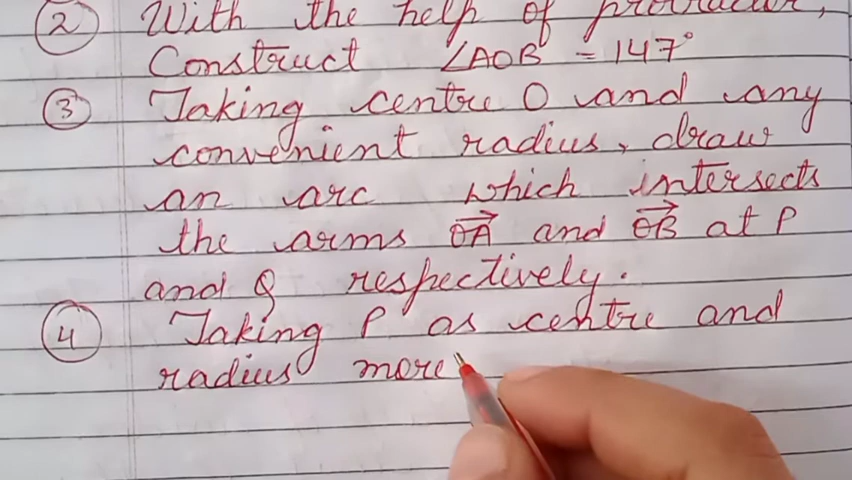 2 With the help of protractor,
Construct ∠AOB = 147°
3 Taking centre O and any
convenient radius, draw
an arc which intersects
the arms OA→ and OB→ at P
and Q respectively.
4 Taking P as centre and
radius more